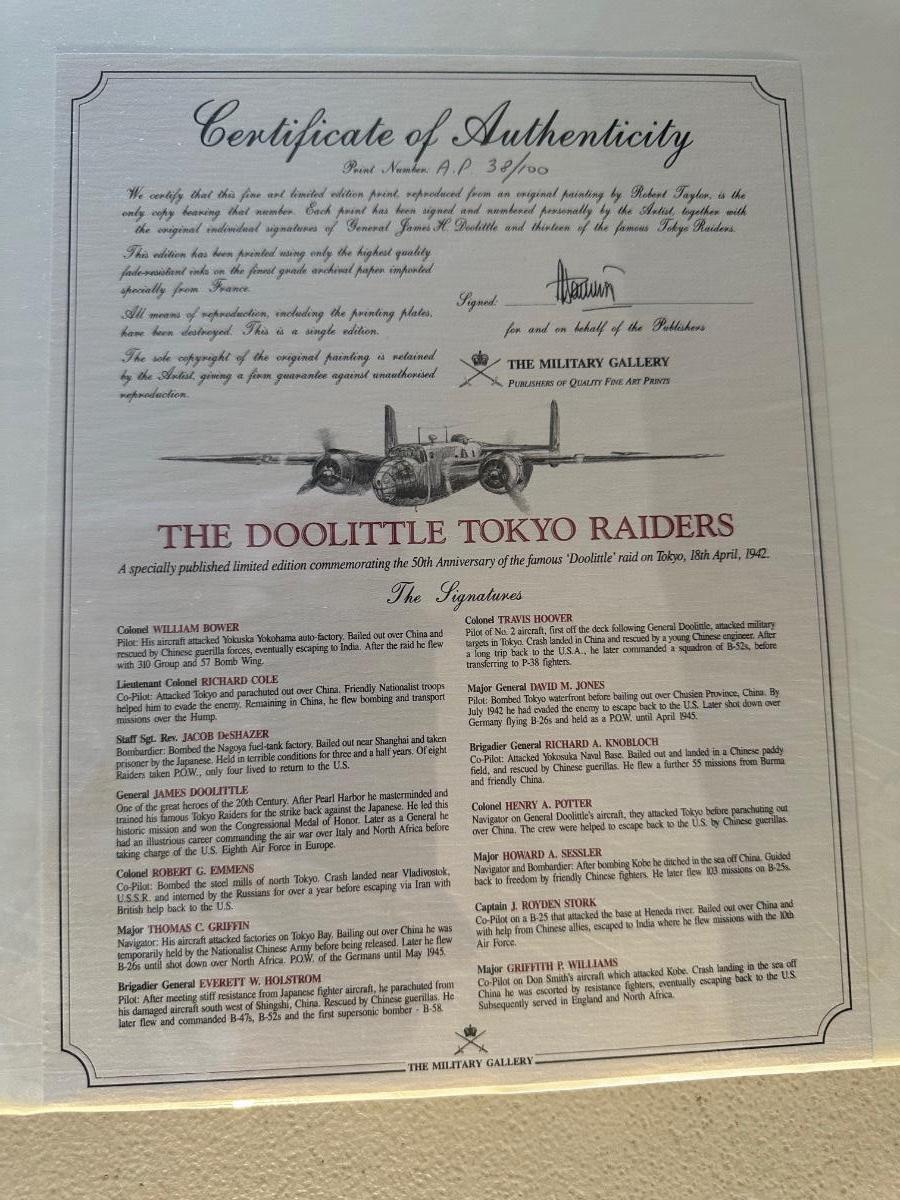 Certificate of Authenticity
Print Number: A.P. 38/100
We certify that this fine art limited edition print, reproduced from an original painting by Robert Taylor, is the
only copy bearing that number. Each print has been signed and numbered personally by the Artist, together with
the original individual signatures of General James H. Doolittle and thirteen of the famous Tokyo Raiders.
This edition has been printed using only the highest quality
fade-resistant inks on the finest grade archival paper imported
specially from France.
All means of reproduction, including the printing plates,
have been destroyed. This is a single edition.
The sole copyright of the original painting is retained
by the Artist, giving a firm guarantee against unauthorised
reproduction.
Signed:
for and on behalf of the Publishers
THE MILITARY GALLERY
PUBLISHERS OF QUALITY FINE ART PRINTS
THE DOOLITTLE TOKYO RAIDERS
A specially published limited edition commemorating the 50th Anniversary of the famous 'Doolittle' raid on Tokyo, 18th April, 1942.
The Signatures
Colonel WILLIAM BOWER
Pilot: His aircraft attacked Yokuska Yokohama auto-factory. Bailed out over China and
rescued by Chinese guerilla forces, eventually escaping to India. After the raid he flew
with 310 Group and 57 Bomb Wing.
Lieutenant Colonel RICHARD COLE
Co-Pilot: Attacked Tokyo and parachuted out over China. Friendly Nationalist troops
helped him to evade the enemy. Remaining in China, he flew bombing and transport
missions over the Hump.
Staff Sgt. Rev. JACOB DeSHAZER
Bombardier: Bombed the Nagoya fuel-tank factory. Bailed out near Shanghai and taken
prisoner by the Japanese. Held in terrible conditions for three and a half years. Of eight
Raiders taken P.O.W., only four lived to return to the U.S.
General JAMES DOOLITTLE
One of the great heroes of the 20th Century. After Pearl Harbor he masterminded and
trained his famous Tokyo Raiders for the strike back against the Japanese. He led this
historic mission and won the Congressional Medal of Honor. Later as a General he
had an illustrious career commanding the air war over Italy and North Africa before
taking charge of the U.S. Eighth Air Force in Europe.
Colonel ROBERT G. EMMENS
Co-Pilot: Bombed the steel mills of north Tokyo. Crash landed near Vladivostok,
U.S.S.R. and interned by the Russians for over a year before escaping via Iran with
British help back to the U.S.
Major THOMAS C. GRIFFIN
Navigator: His aircraft attacked factories on Tokyo Bay. Bailing out over China he was
temporarily held by the Nationalist Chinese Army before being released. Later he flew
B-26s until shot down over North Africa. P.O.W. of the Germans until May 1945.
Brigadier General EVERETT W. HOLSTROM
Pilot: After meeting stiff resistance from Japanese fighter aircraft, he parachuted from
his damaged aircraft south west of Shingshi, China. Rescued by Chinese guerillas. He
later flew and commanded B-47s, B-52s and the first supersonic bomber - B-58.
Colonel TRAVIS HOOVER
Pilot of No. 2 aircraft, first off the deck following General Doolittle, attacked military
targets in Tokyo. Crash landed in China and rescued by a young Chinese engineer. After
a long trip back to the U.S.A., he later commanded a squadron of B-52s, before
transferring to P-38 fighters.
Major General DAVID M. JONES
Pilot: Bombed Tokyo waterfront before bailing out over Chusien Province, China. By
July 1942 he had evaded the enemy to escape back to the U.S. Later shot down over
Germany flying B-26s and held as a P.O.W. until April 1945.
Brigadier General RICHARD A. KNOBLOCH
Co-Pilot: Attacked Yokosuka Naval Base. Bailed out and landed in a Chinese paddy
field, and rescued by Chinese guerillas. He flew a further 55 missions from Burma
and friendly China.
Colonel HENRY A. POTTER
Navigator on General Doolittle's aircraft, they attacked Tokyo before parachuting out
over China. The crew were helped to escape back to the U.S. by Chinese guerillas.
Major HOWARD A. SESSLER
Navigator and Bombardier: After bombing Kobe he ditched in the sea off China. Guided
back to freedom by friendly Chinese fighters. He later flew 103 missions on B-25s.
Captain J. ROYDEN STORK
Co-Pilot on a B-25 that attacked the base at Heneda river. Bailed out over China and
with help from Chinese allies, escaped to India where he flew missions with the 10th
Air Force.
Major GRIFFITH P. WILLIAMS
Co-Pilot on Don Smith's aircraft which attacked Kobe. Crash landing in the sea off
China he was escorted by resistance fighters, eventually escaping back to the U.S.
Subsequently served in England and North Africa.
THE MILITARY GALLERY